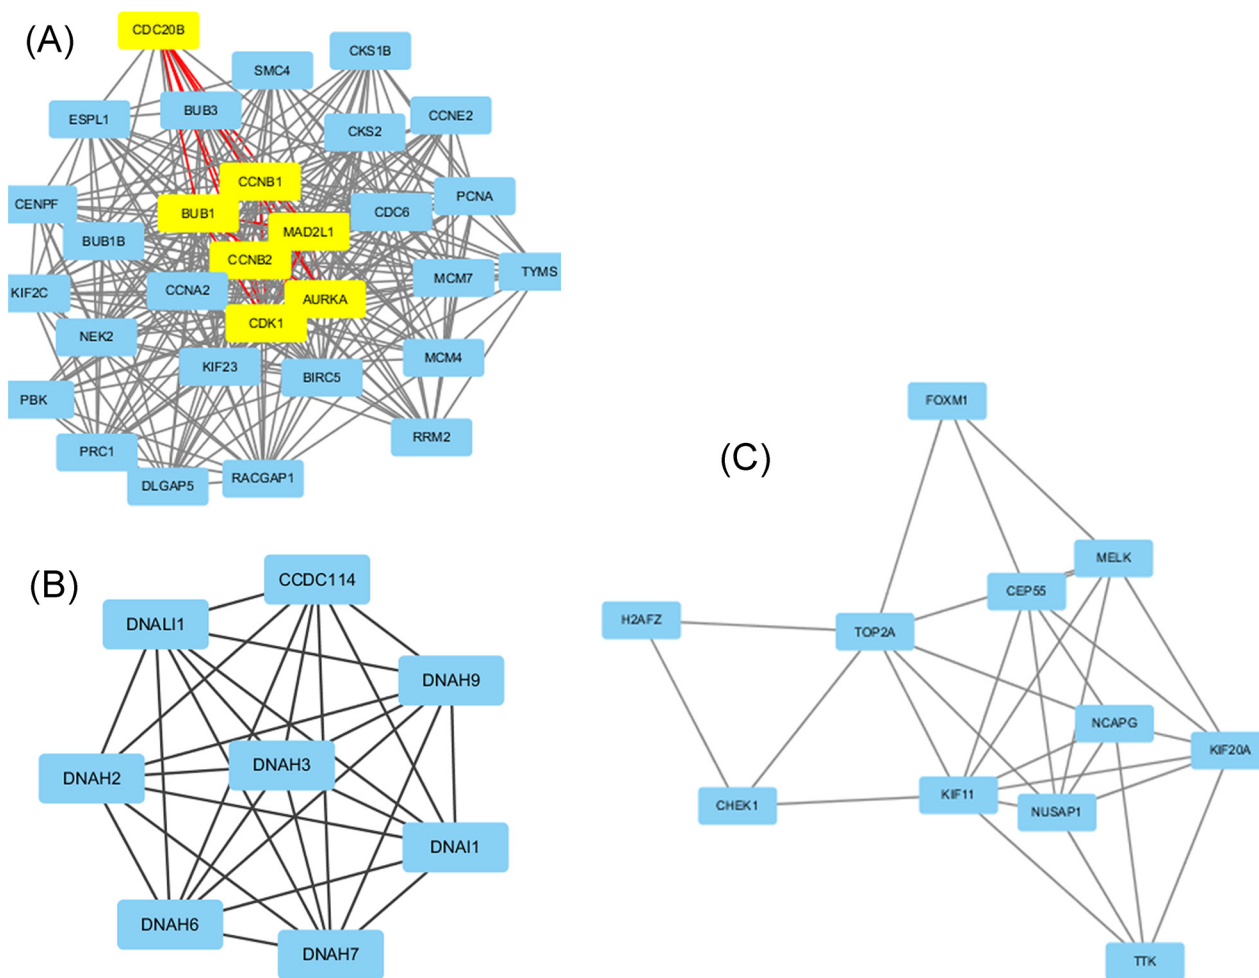 (A)
CDC20B
CKS1B
SMC4
BUB3
ESPL1
CCNE2
CKS2
CCNB1
PCNA
CENPF
BUB1
CDC6
MAD2L1
BUB1B
CCNB2
TYMS
MCM7
KIF2C
CCNA2
AURKA
CDK1
NEK2
MCM4
KIF23
BIRC5
PBK
RRM2
PRC1
RACGAP1
DLGAP5
(B)
CCDC114
DNALI1
DNAH9
DNAH3
DNAH2
DNAI1
DNAH6
DNAH7
(C)
FOXM1
MELK
CEP55
H2AFZ
TOP2A
NCAPG
KIF20A
KIF11
CHEK1
NUSAP1
TTK